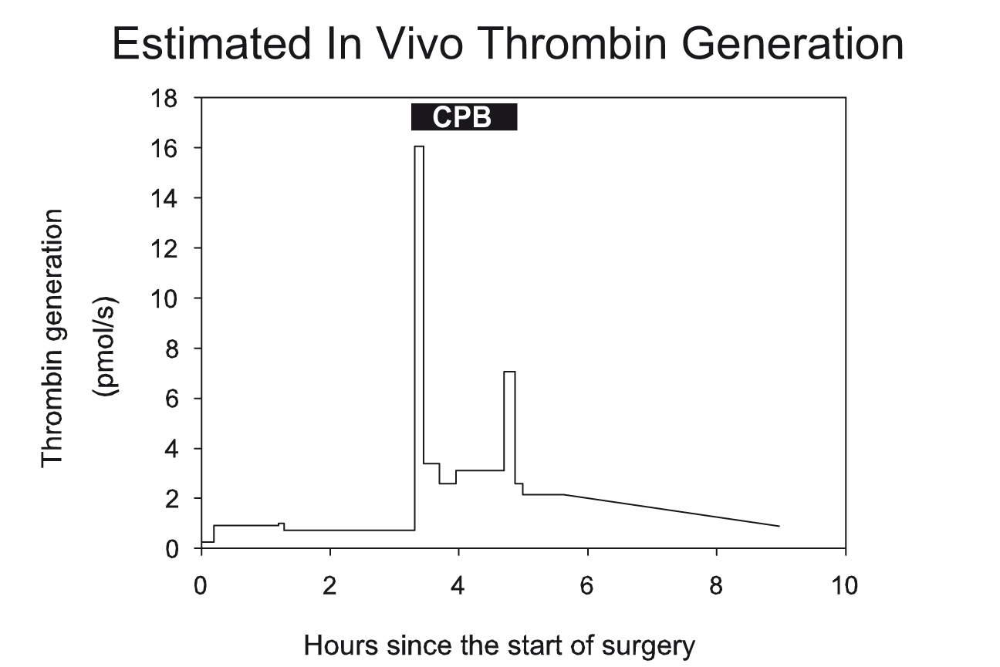 Estimated In Vivo Thrombin Generation
CPB
18
16
14
12
10
8
6
4
2
0
Thrombin generation
(pmol/s)
0 2 4 6 8 10
Hours since the start of surgery